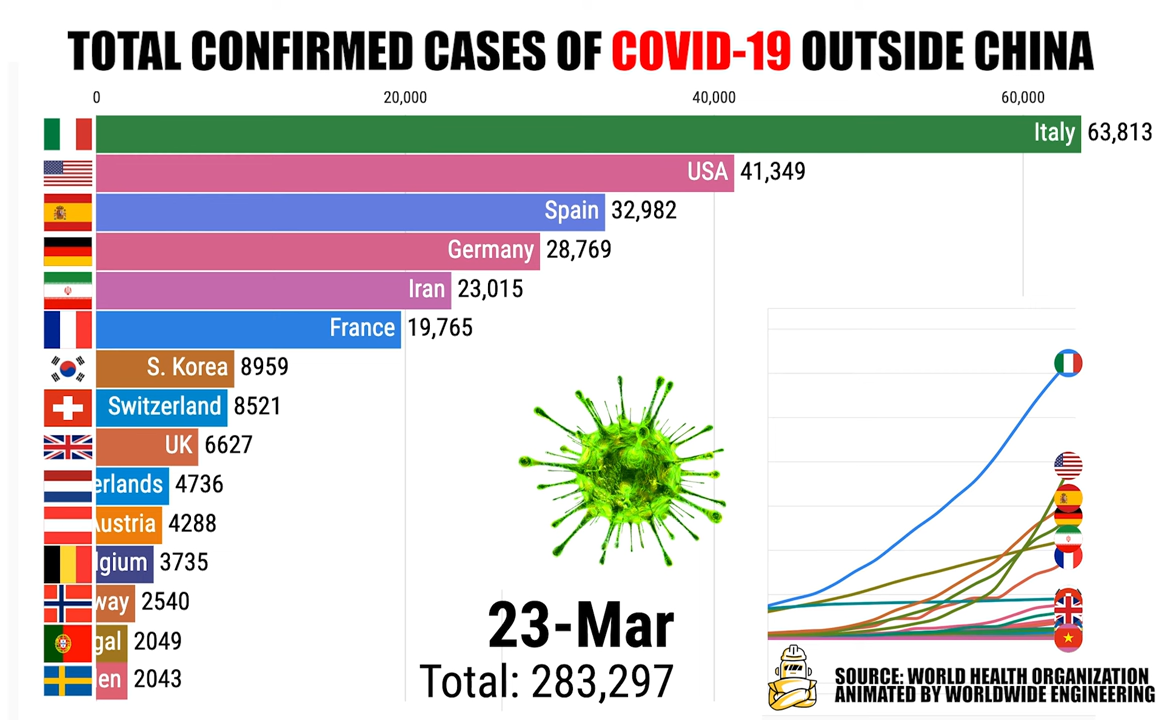 TOTAL CONFIRMED CASES OF COVID-19 OUTSIDE CHINA
0 20,000 40,000 60,000
Italy 63,813
USA 41,349
Spain 32,982
Germany 28,769
Iran 23,015
France 19,765
S. Korea 8959
Switzerland 8521
UK 6627
erlands 4736
Austria 4288
lgium 3735
way 2540
gal 2049
en 2043
23-Mar
Total: 283,297
SOURCE: WORLD HEALTH ORGANIZATION
ANIMATED BY WORLDWIDE ENGINEERING